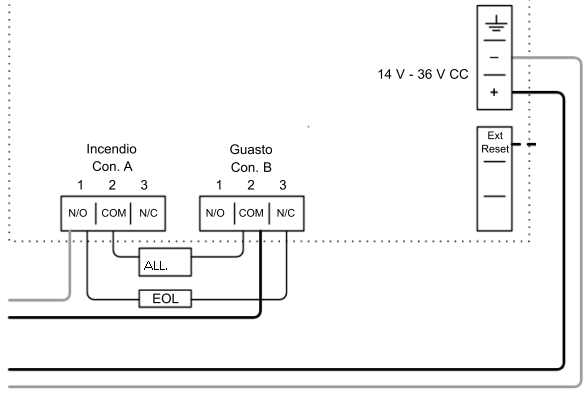 –
14 V - 36 V CC
+
Ext
Reset
Incendio
Con. A
Guasto
Con. B
1 2 3
1 2 3
N/O COM N/C
N/O COM N/C
ALL.
EOL